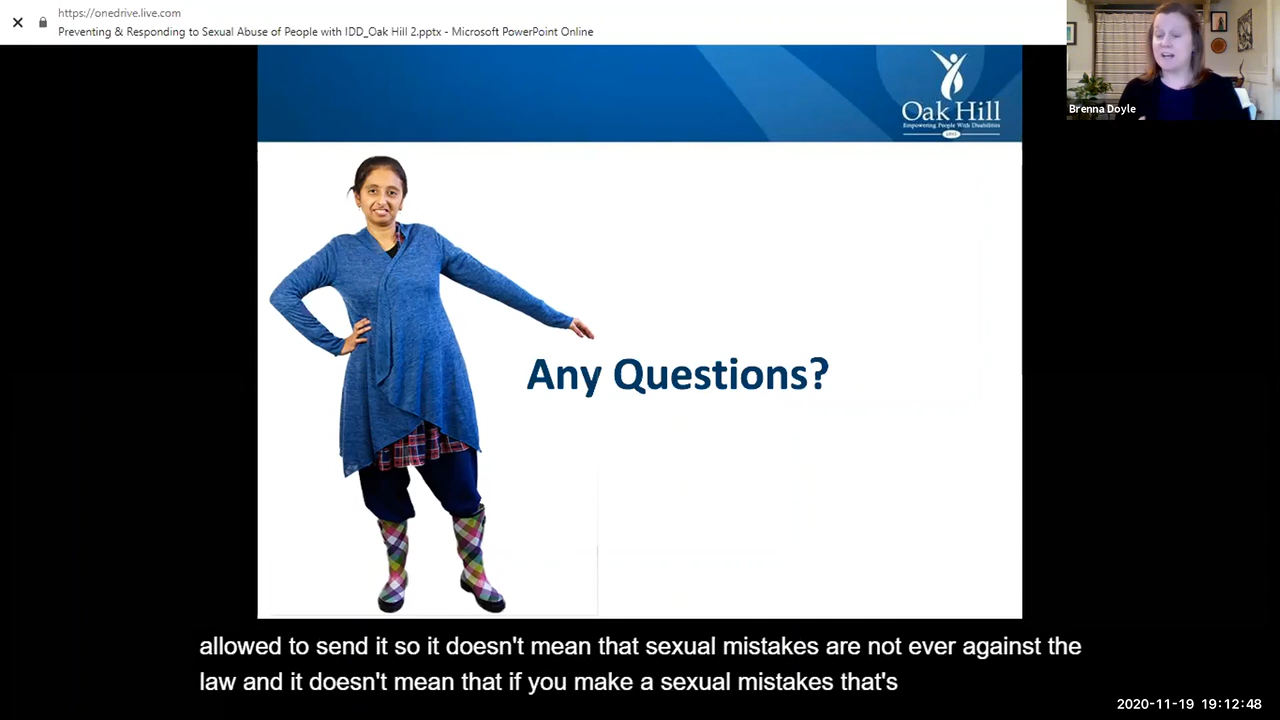 https://onedrive.live.com
Preventing & Responding to Sexual Abuse of People with IDD_Oak Hill 2.pptx - Microsoft PowerPoint Online
Brenna Doyle
Oak Hill
Empowering People With Disabilities
Any Questions?
allowed to send it so it doesn't mean that sexual mistakes are not ever against the
law and it doesn't mean that if you make a sexual mistakes that's
2020-11-19 19:12:48